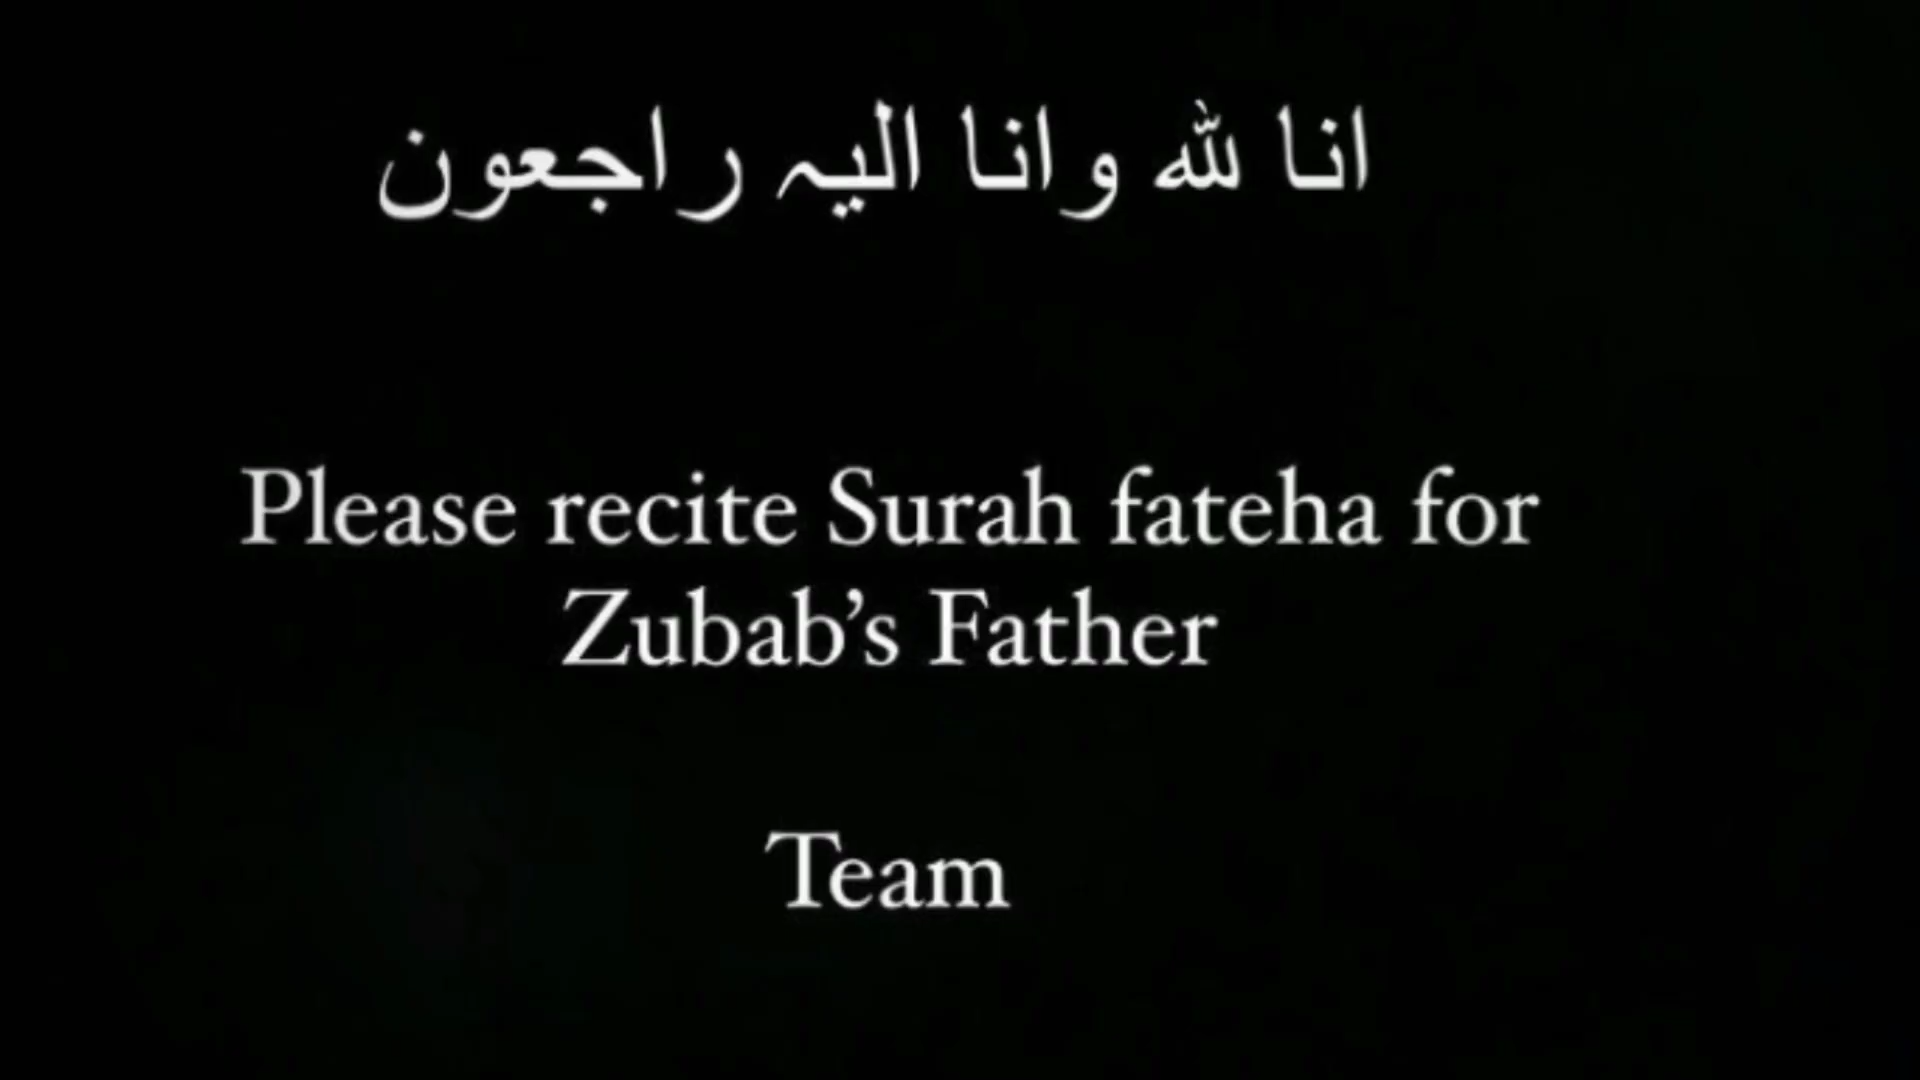 انا لله وانا الیہ راجعون
Please recite Surah fateha for
Zubab’s Father
Team